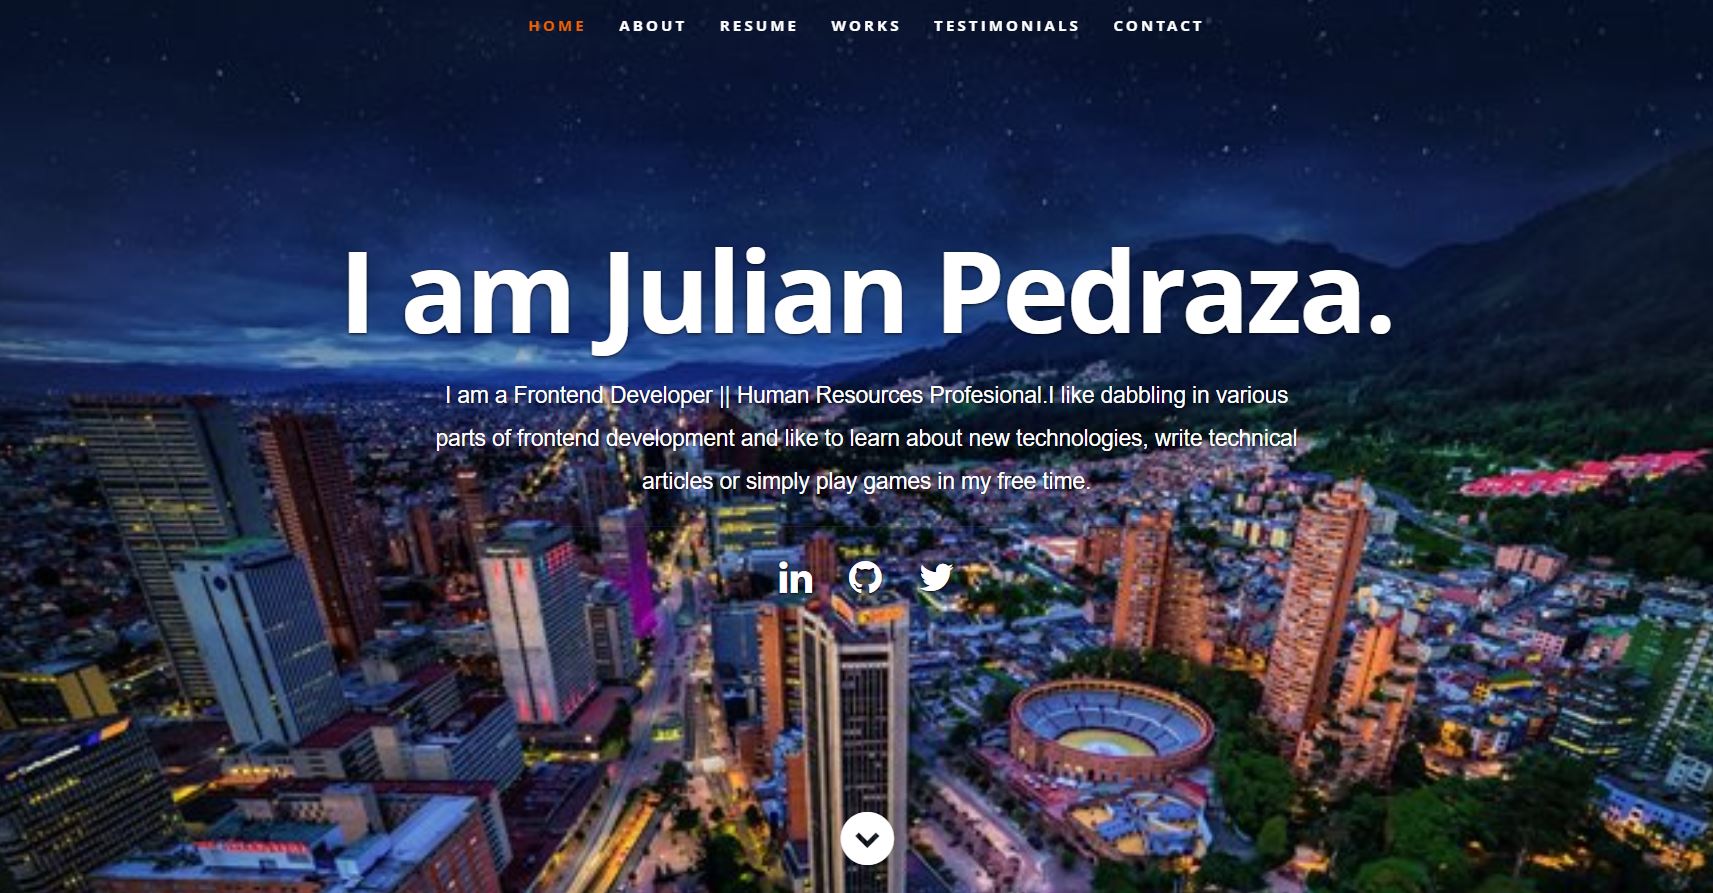 HOME ABOUT RESUME WORKS TESTIMONIALS CONTACT
I am Julian Pedraza.
I am a Frontend Developer || Human Resources Profesional.I like dabbling in various
parts of frontend development and like to learn about new technologies, write technical
articles or simply play games in my free time.
in